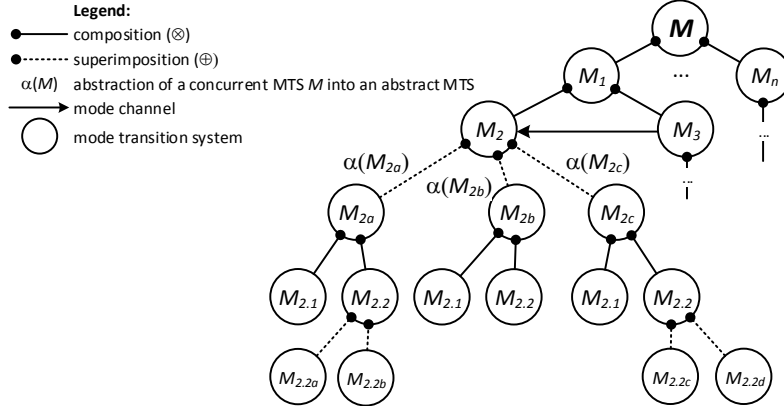 Legend:
composition (⊗)
superimposition (⊕)
α(M) abstraction of a concurrent MTS M into an abstract MTS
mode channel
mode transition system
M
M1 ... Mn
M2 M3 ...
...
α(M2a) α(M2b) α(M2c)
M2a M2b M2c
M2.1 M2.2 M2.1 M2.2 M2.1 M2.2
M2.2a M2.2b M2.2c M2.2d